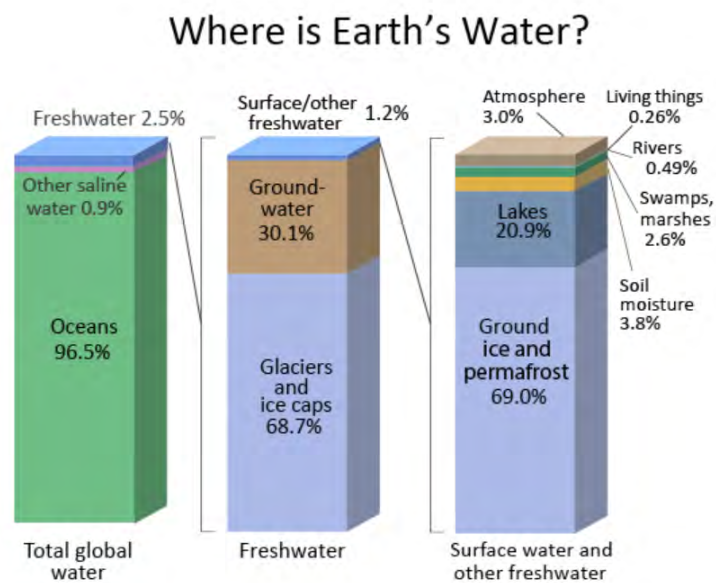 Where is Earth's Water?
Freshwater 2.5%
Other saline
water 0.9%
Oceans
96.5%
Total global
water
Surface/other
freshwater
1.2%
Ground-
water
30.1%
Glaciers
and
ice caps
68.7%
Freshwater
Atmosphere
3.0%
Living things
0.26%
Rivers
0.49%
Swamps,
marshes
2.6%
Soil
moisture
3.8%
Lakes
20.9%
Ground
ice and
permafrost
69.0%
Surface water and
other freshwater